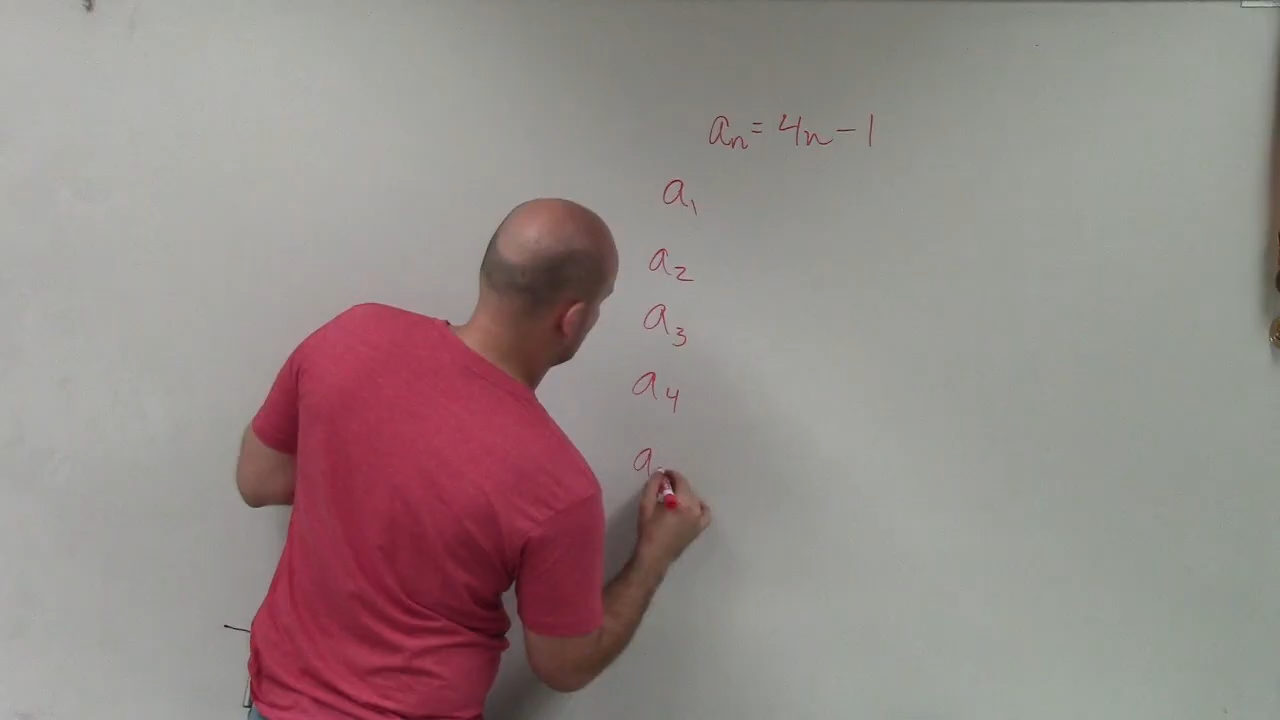 aₙ = 4n - 1
a₁
a₂
a₃
a₄
a